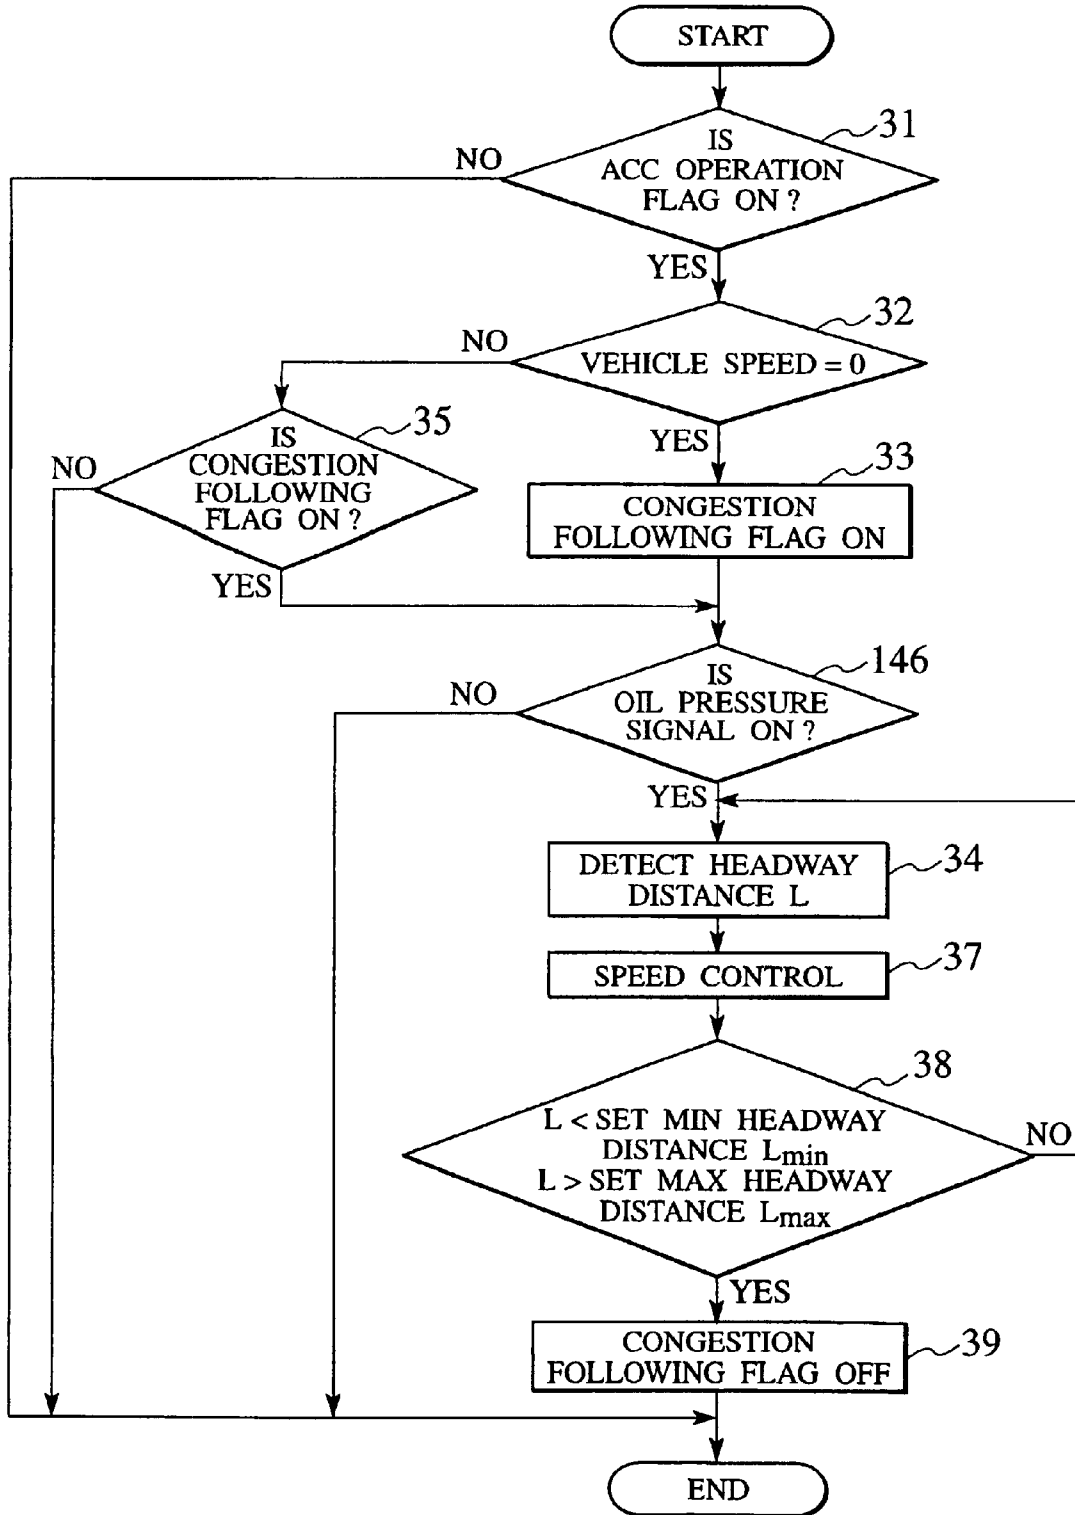 START
31
IS
ACC OPERATION
FLAG ON ?
NO
YES
32
VEHICLE SPEED = 0
NO
YES
35
IS
CONGESTION
FOLLOWING
FLAG ON ?
NO
YES
33
CONGESTION
FOLLOWING FLAG ON
146
IS
OIL PRESSURE
SIGNAL ON ?
NO
YES
34
DETECT HEADWAY
DISTANCE L
37
SPEED CONTROL
38
L < SET MIN HEADWAY
DISTANCE Lmin
L > SET MAX HEADWAY
DISTANCE Lmax
NO
YES
39
CONGESTION
FOLLOWING FLAG OFF
END